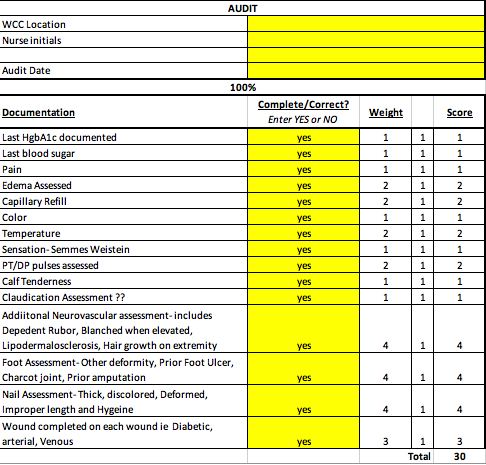 AUDIT
WCC Location
Nurse initials
Audit Date
100%
Documentation Complete/Correct? Enter YES or NO Weight Score
Last HgbA1c documented yes 1 1 1
Last blood sugar yes 1 1 1
Pain yes 1 1 1
Edema Assessed yes 2 1 2
Capillary Refill yes 2 1 2
Color yes 1 1 1
Temperature yes 2 1 2
Sensation- Semmes Weistein yes 1 1 1
PT/DP pulses assessed yes 2 1 2
Calf Tenderness yes 1 1 1
Claudication Assessment ?? yes 1 1 1
Addiitonal Neurovascular assessment- includes
Depedent Rubor, Blanched when elevated,
Lipodermalosclerosis, Hair growth on extremity yes 4 1 4
Foot Assessment- Other deformity, Prior Foot Ulcer,
Charcot joint, Prior amputation yes 4 1 4
Nail Assessment- Thick, discolored, Deformed,
Improper length and Hygeine yes 4 1 4
Wound completed on each wound ie Diabetic,
arterial, Venous yes 3 1 3
Total 30